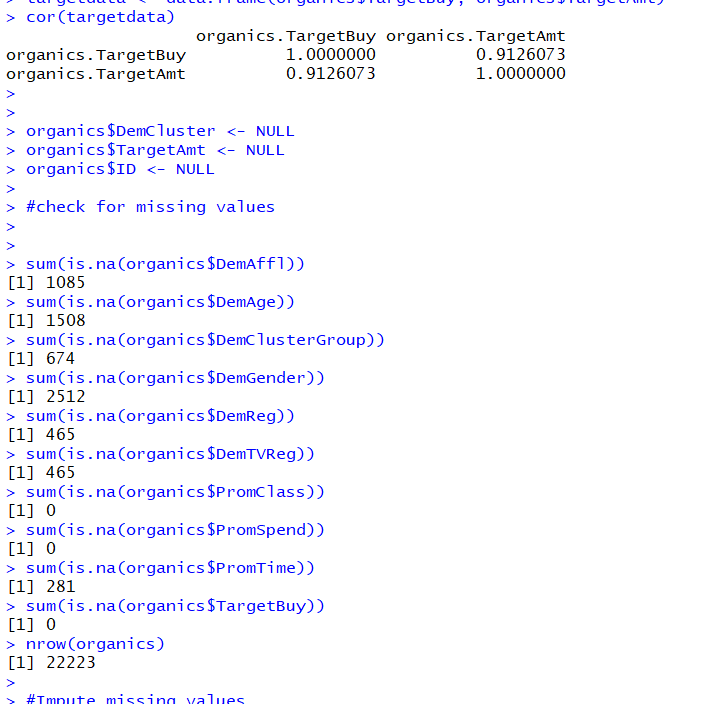 > targetdata <- data.frame(organics$TargetBuy, organics$TargetAmt)
> cor(targetdata)
                   organics.TargetBuy organics.TargetAmt
organics.TargetBuy          1.0000000          0.9126073
organics.TargetAmt          0.9126073          1.0000000
>
>
> organics$DemCluster <- NULL
> organics$TargetAmt <- NULL
> organics$ID <- NULL
>
> #check for missing values
>
>
> sum(is.na(organics$DemAffl))
[1] 1085
> sum(is.na(organics$DemAge))
[1] 1508
> sum(is.na(organics$DemClusterGroup))
[1] 674
> sum(is.na(organics$DemGender))
[1] 2512
> sum(is.na(organics$DemReg))
[1] 465
> sum(is.na(organics$DemTVReg))
[1] 465
> sum(is.na(organics$PromClass))
[1] 0
> sum(is.na(organics$PromSpend))
[1] 0
> sum(is.na(organics$PromTime))
[1] 281
> sum(is.na(organics$TargetBuy))
[1] 0
> nrow(organics)
[1] 22223
>
> #Impute missing values